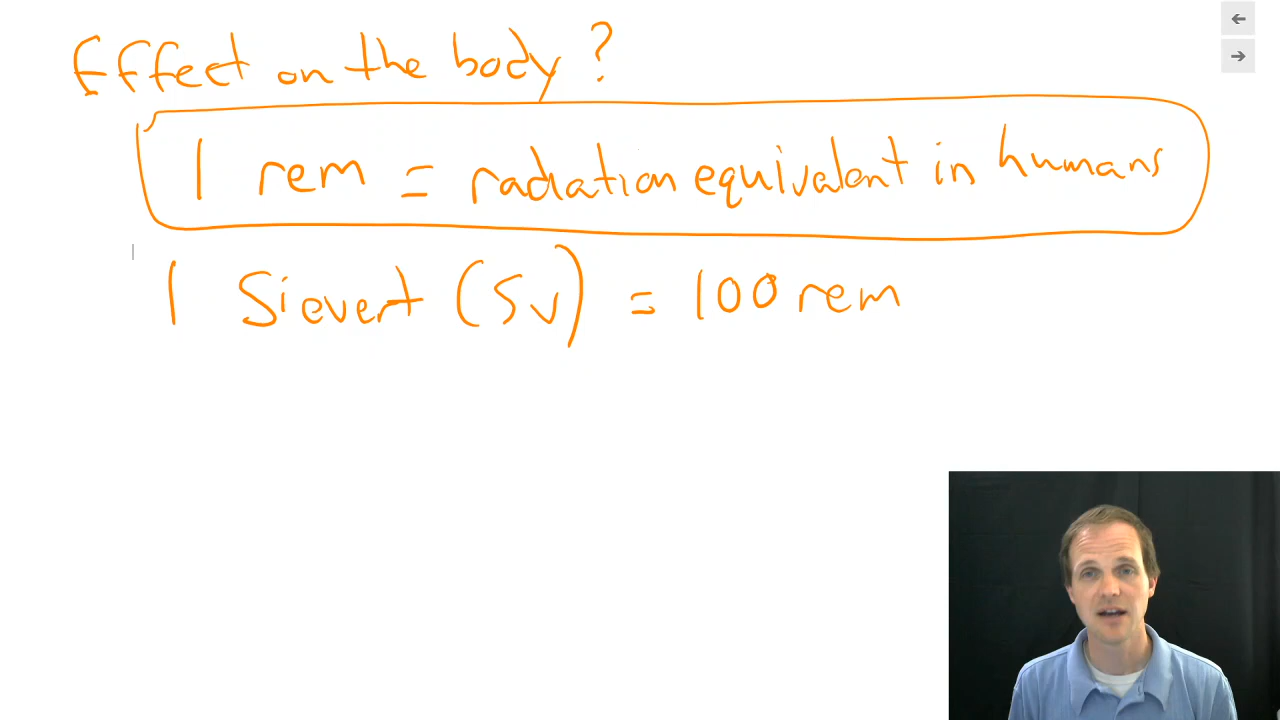 Effect on the body?
1 rem = radiation equivalent in humans
1 Sievert (Sv) = 100 rem